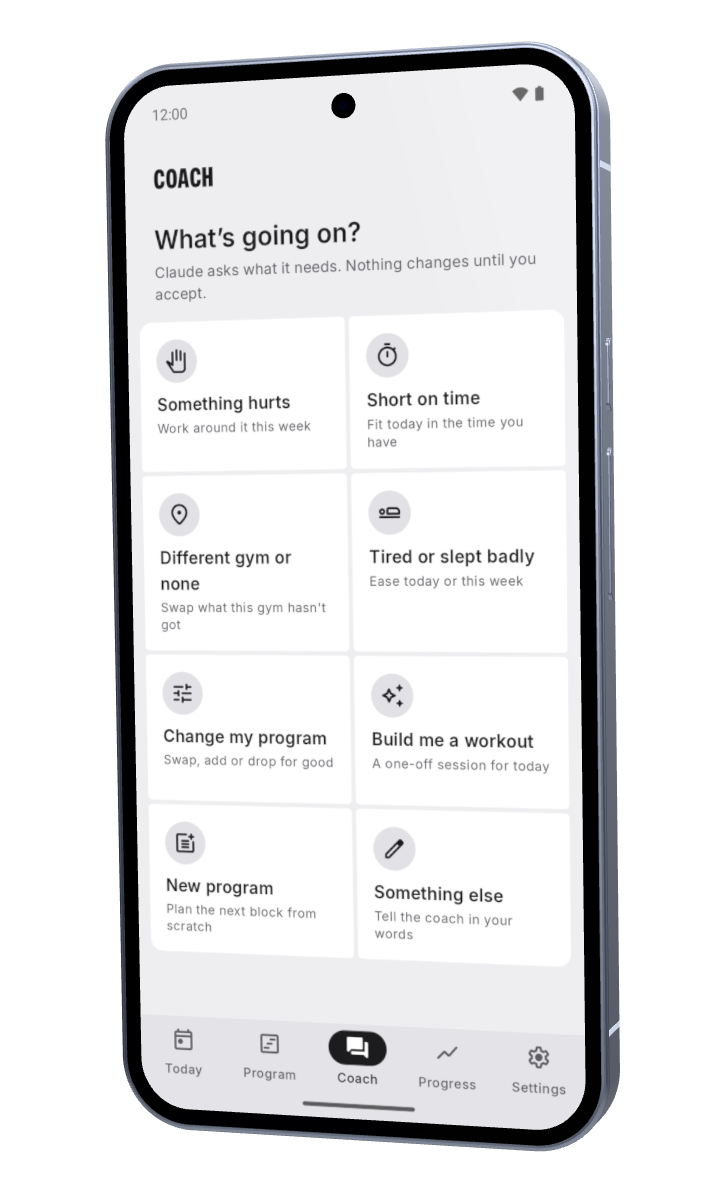 12:00
COACH
What's going on?
Claude asks what it needs. Nothing changes until you
accept.
Something hurts
Work around it this week
Short on time
Fit today in the time you
have
Different gym or
none
Swap what this gym hasn't
got
Tired or slept badly
Ease today or this week
Change my program
Swap, add or drop for good
Build me a workout
A one-off session for today
New program
Plan the next block from
scratch
Something else
Tell the coach in your
words
Today
Program
Coach
Progress
Settings